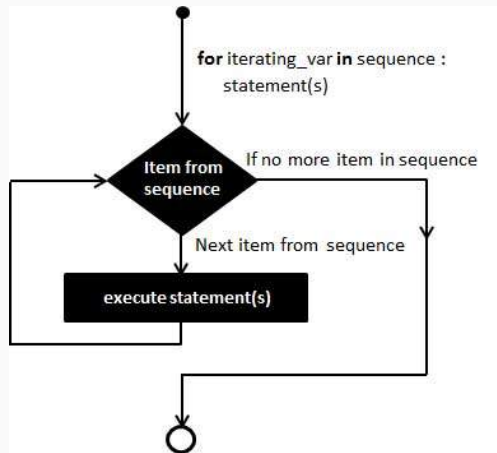 for iterating_var in sequence :
statement(s)
Item from
sequence
If no more item in sequence
Next item from sequence
execute statement(s)